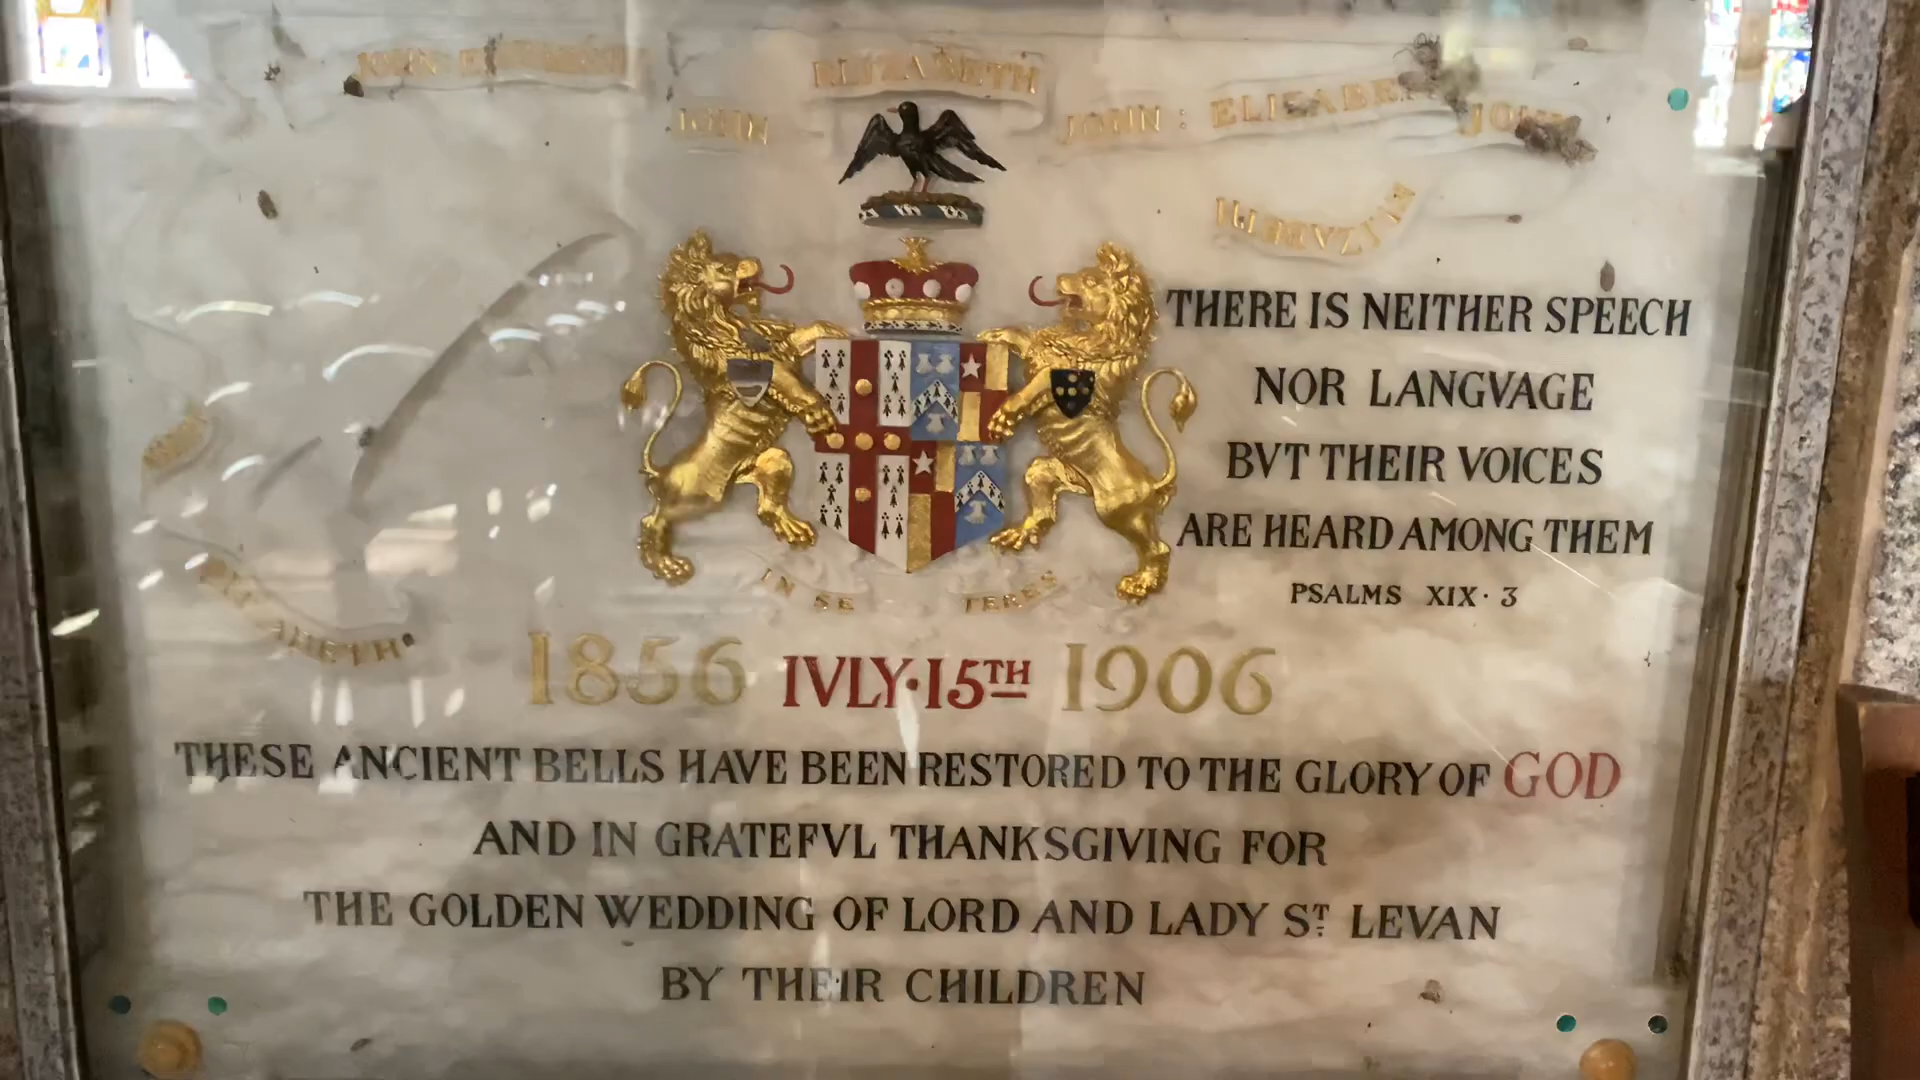 ELIZABETH
JOHN
JOHN :
JOHN
THERE IS NEITHER SPEECH
NOR LANGVAGE
BVT THEIR VOICES
ARE HEARD AMONG THEM
PSALMS XIX · 3
IN SE TERES
1856 IVLY · 15TH 1906
THESE ANCIENT BELLS HAVE BEEN RESTORED TO THE GLORY OF GOD
AND IN GRATEFVL THANKSGIVING FOR
THE GOLDEN WEDDING OF LORD AND LADY ST LEVAN
BY THEIR CHILDREN